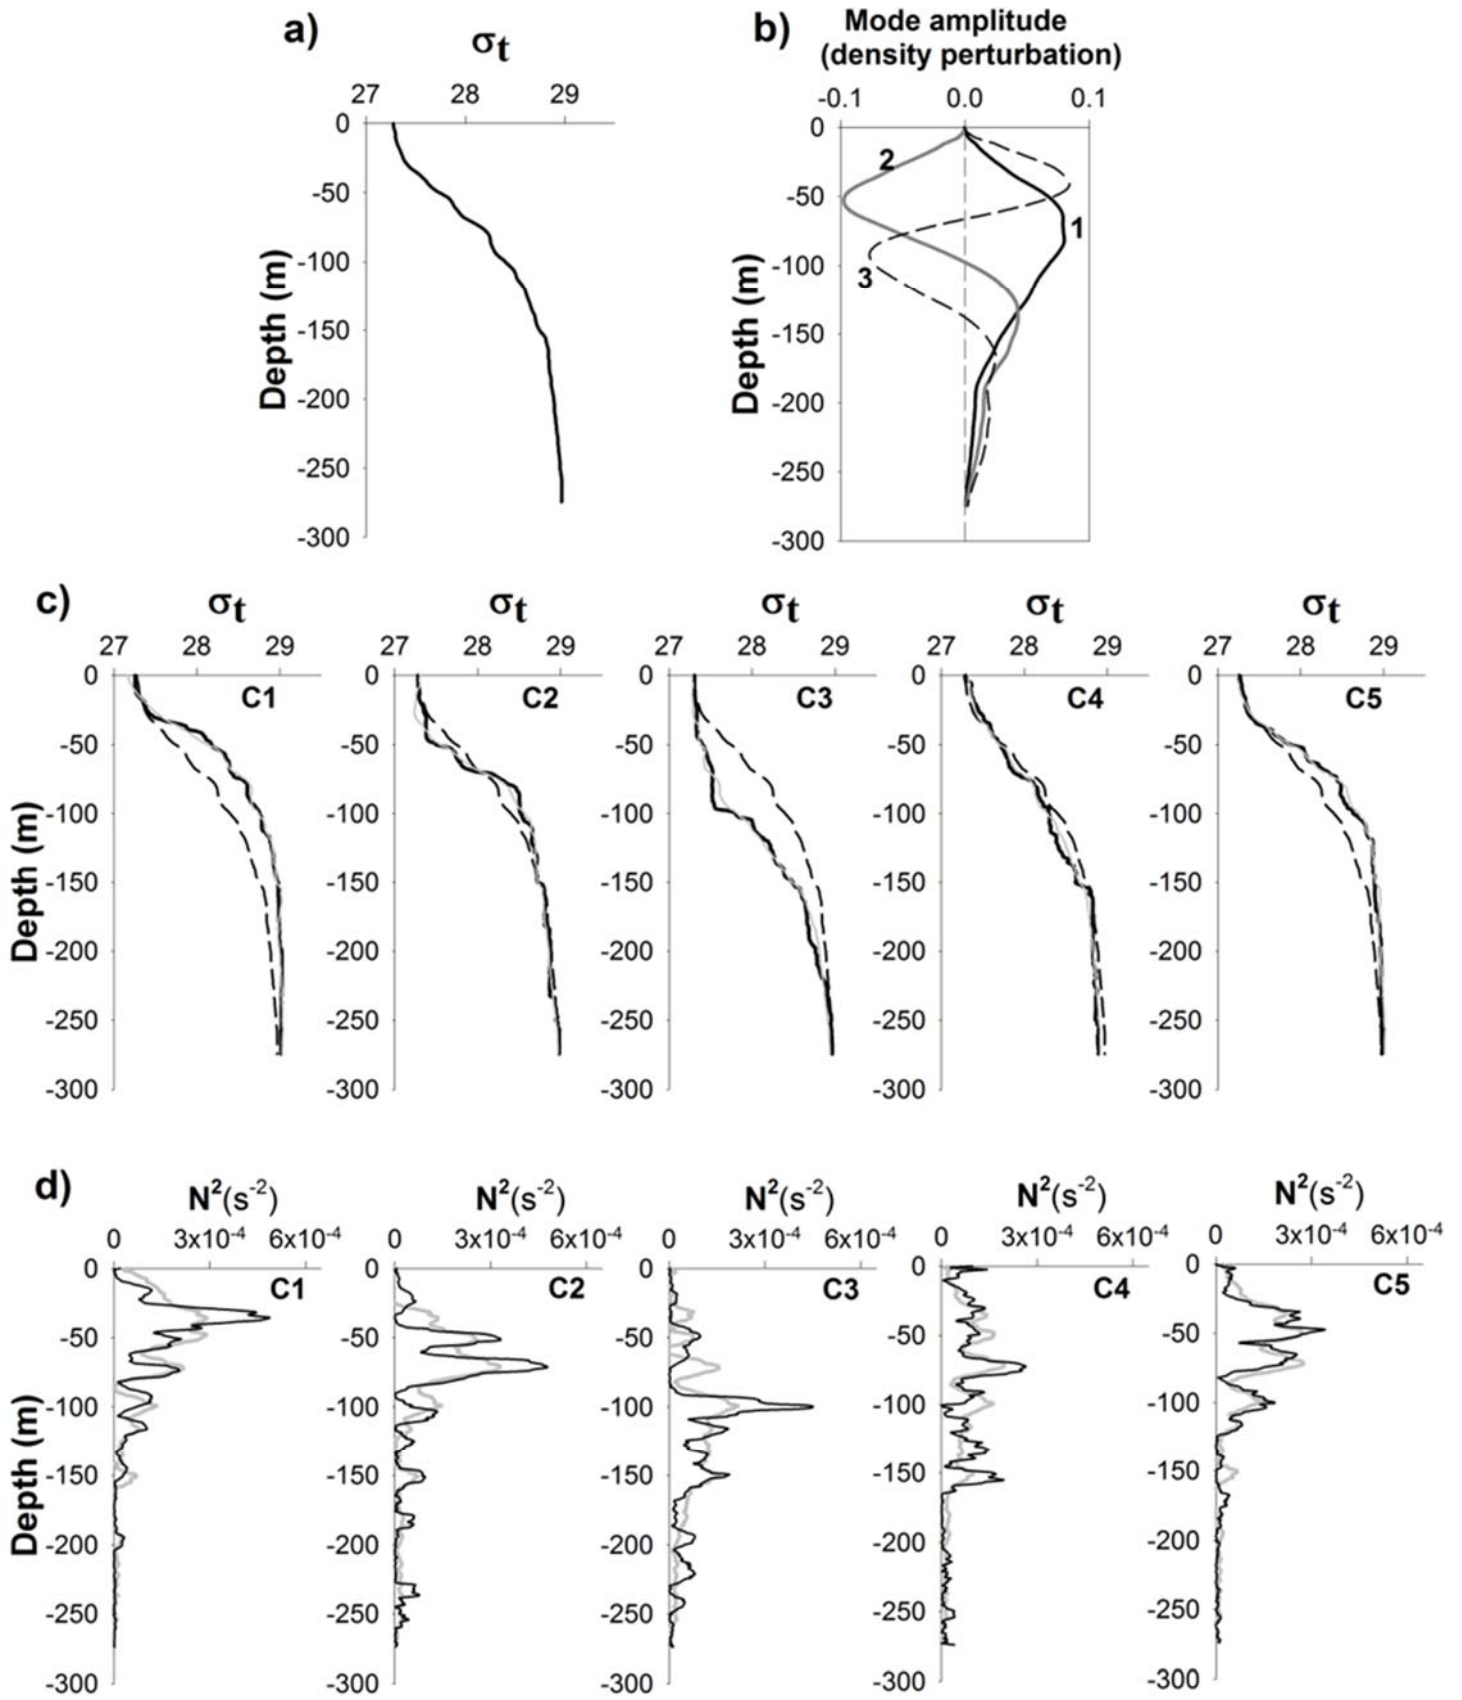 a)
σt
27 28 29
0
-50
-100
-150
-200
-250
-300
Depth (m)
b)
Mode amplitude
(density perturbation)
-0.1 0.0 0.1
0
-50
-100
-150
-200
-250
-300
Depth (m)
2
1
3
c)
σt σt σt σt σt
27 28 29 27 28 29 27 28 29 27 28 29 27 28 29
0 C1 0 C2 0 C3 0 C4 0 C5
-50 -50 -50 -50 -50
-100 -100 -100 -100 -100
-150 -150 -150 -150 -150
-200 -200 -200 -200 -200
-250 -250 -250 -250 -250
-300 -300 -300 -300 -300
Depth (m)
d)
N²(s⁻²) N²(s⁻²) N²(s⁻²) N²(s⁻²) N²(s⁻²)
0 3x10⁻⁴ 6x10⁻⁴ 0 3x10⁻⁴ 6x10⁻⁴ 0 3x10⁻⁴ 6x10⁻⁴ 0 3x10⁻⁴ 6x10⁻⁴ 0 3x10⁻⁴ 6x10⁻⁴
0 C1 0 C2 0 C3 0 C4 0 C5
-50 -50 -50 -50 -50
-100 -100 -100 -100 -100
-150 -150 -150 -150 -150
-200 -200 -200 -200 -200
-250 -250 -250 -250 -250
-300 -300 -300 -300 -300
Depth (m)